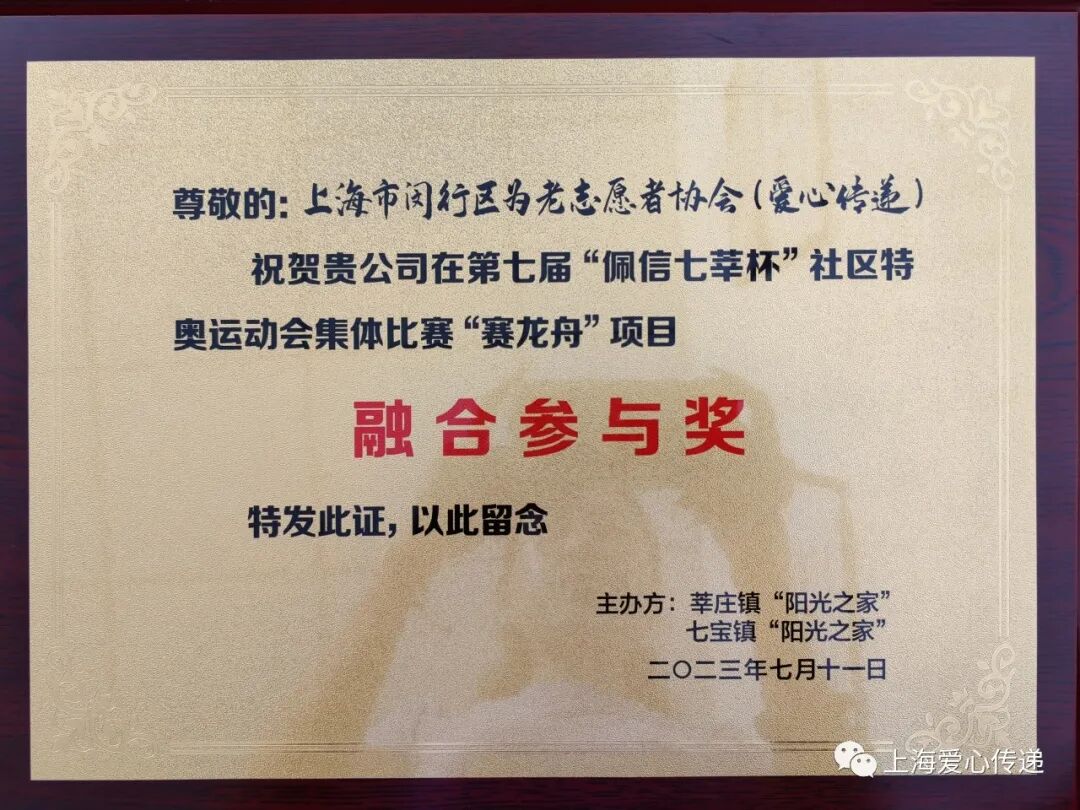 尊敬的：上海市闵行区为老志愿者协会（爱心传递）
祝贺贵公司在第七届“佩信七莘杯”社区特
奥运动会集体比赛“赛龙舟”项目
融合参与奖
特发此证，以此留念
主办方：莘庄镇“阳光之家”
七宝镇“阳光之家”
二〇二三年七月十一日
上海爱心传递